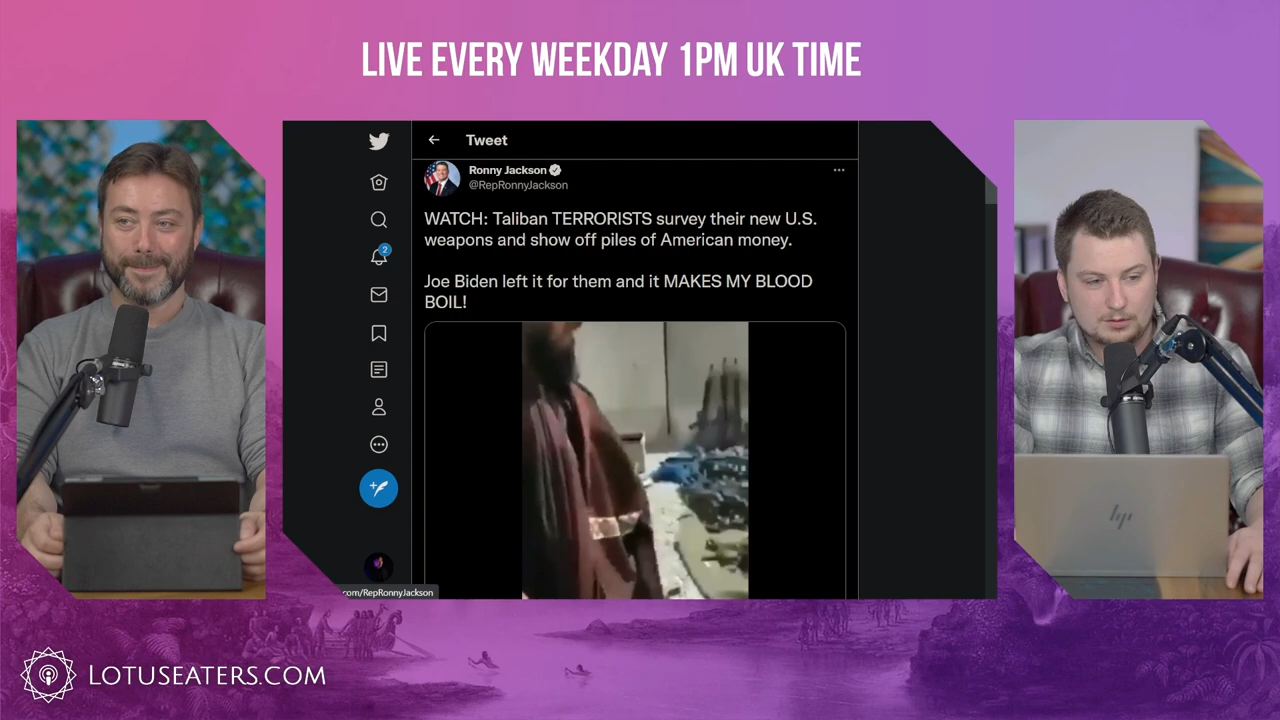 LIVE EVERY WEEKDAY 1PM UK TIME
Tweet
Ronny Jackson
@RepRonnyJackson
WATCH: Taliban TERRORISTS survey their new U.S.
weapons and show off piles of American money.
Joe Biden left it for them and it MAKES MY BLOOD
BOIL!
2
.com/RepRonnyJackson
hp
LOTUSEATERS.COM